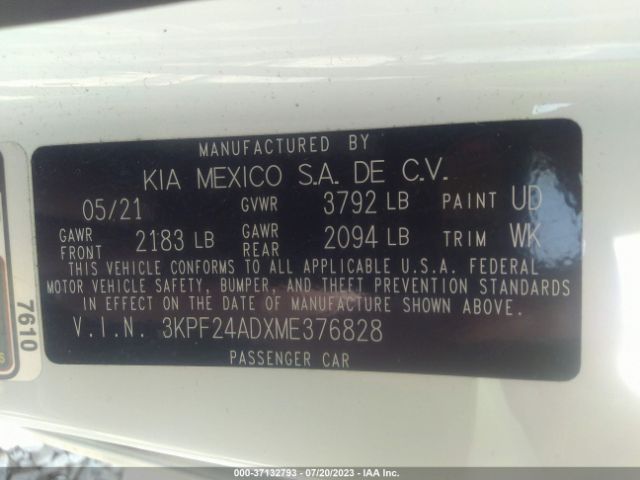 MANUFACTURED BY
KIA MEXICO S.A. DE C.V.
05/21 GVWR 3792 LB PAINT UD
GAWR FRONT 2183 LB GAWR REAR 2094 LB TRIM WK
THIS VEHICLE CONFORMS TO ALL APPLICABLE U.S.A. FEDERAL
MOTOR VEHICLE SAFETY, BUMPER, AND THEFT PREVENTION STANDARDS
IN EFFECT ON THE DATE OF MANUFACTURE SHOWN ABOVE.
V.I.N. 3KPF24ADXME376828
PASSENGER CAR
7610
© Image - 37132793 - 07/20/2023 - IAA Inc.